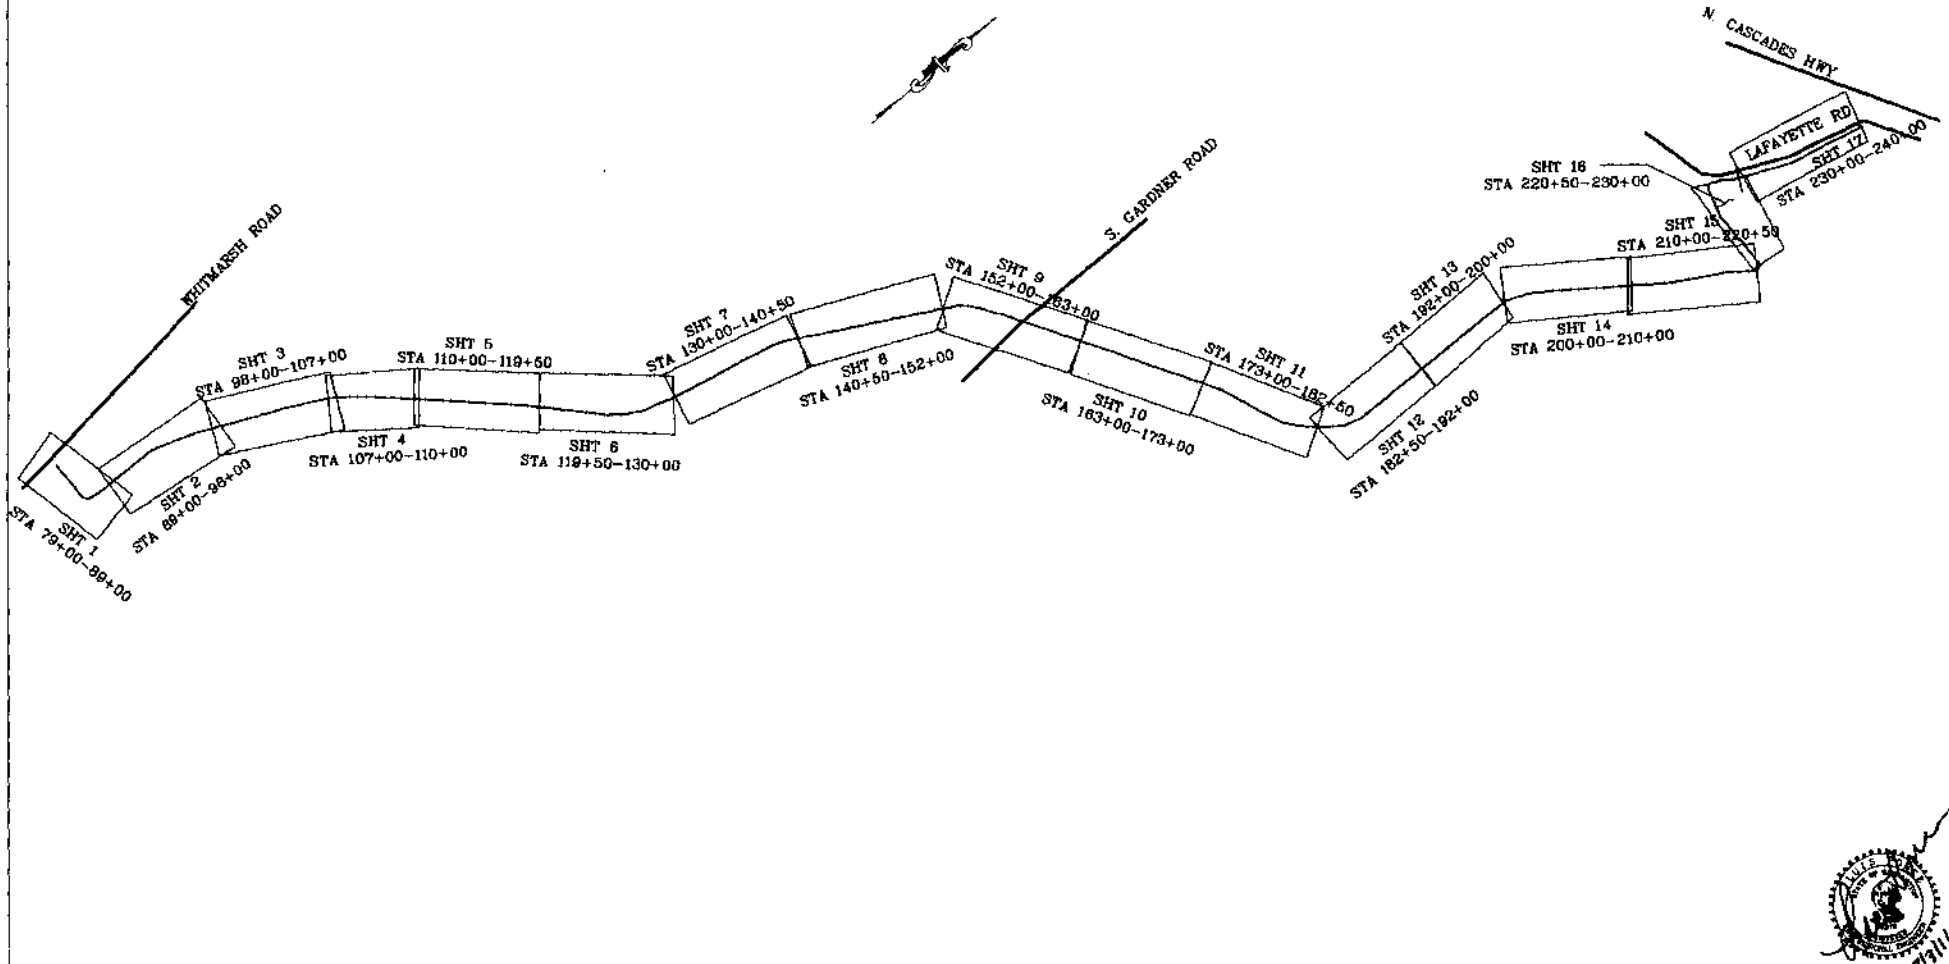 WHITMARSH ROAD
SHT 1
STA 79+00-89+00
SHT 2
STA 89+00-98+00
SHT 3
STA 98+00-107+00
SHT 4
STA 107+00-110+00
SHT 5
STA 110+00-119+50
SHT 6
STA 119+50-130+00
SHT 7
STA 130+00-140+50
SHT 8
STA 140+50-152+00
SHT 9
STA 152+00-163+00
S. GARDNER ROAD
SHT 10
STA 163+00-173+00
SHT 11
STA 173+00-182+50
SHT 12
STA 182+50-192+00
SHT 13
STA 192+00-200+00
SHT 14
STA 200+00-210+00
SHT 15
STA 210+00-220+50
SHT 16
STA 220+50-230+00
LAFAYETTE RD
SHT 17
STA 230+00-240+00
N. CASCADES HWY